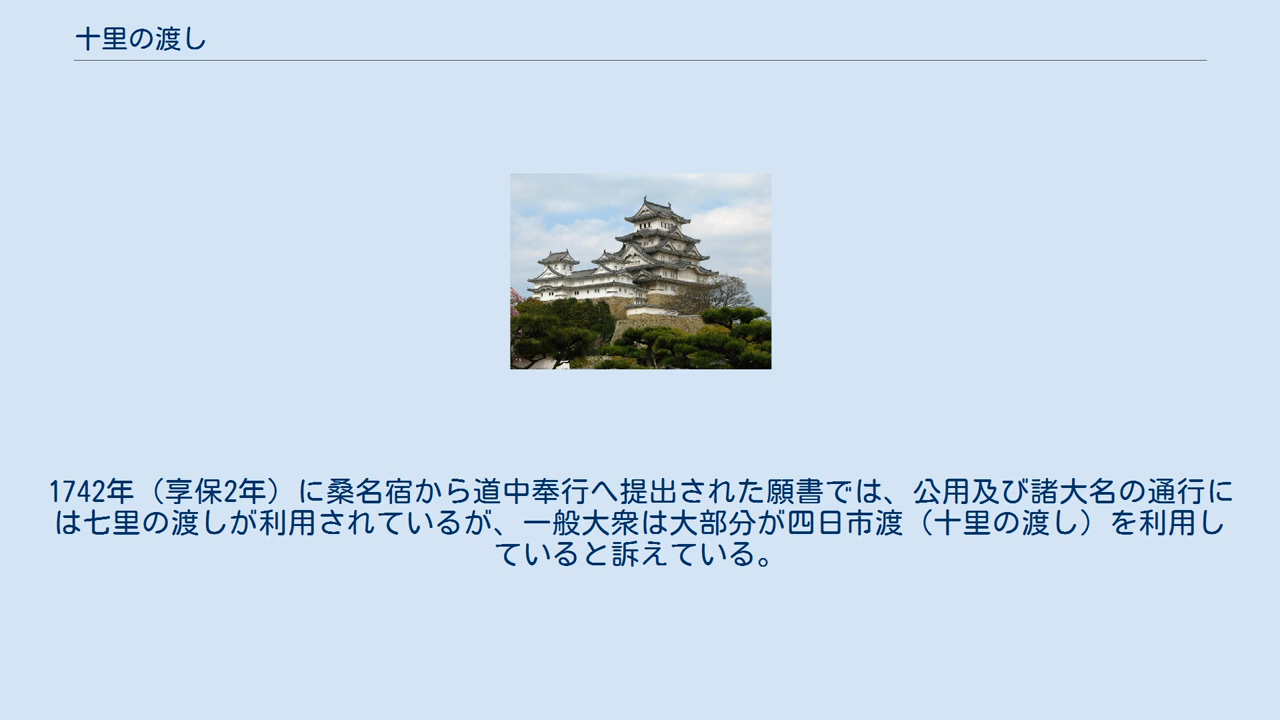 十里の渡し
1742年（享保2年）に桑名宿から道中奉行へ提出された願書では、公用及び諸大名の通行に
は七里の渡しが利用されているが、一般大衆は大部分が四日市渡（十里の渡し）を利用し
ていると訴えている。